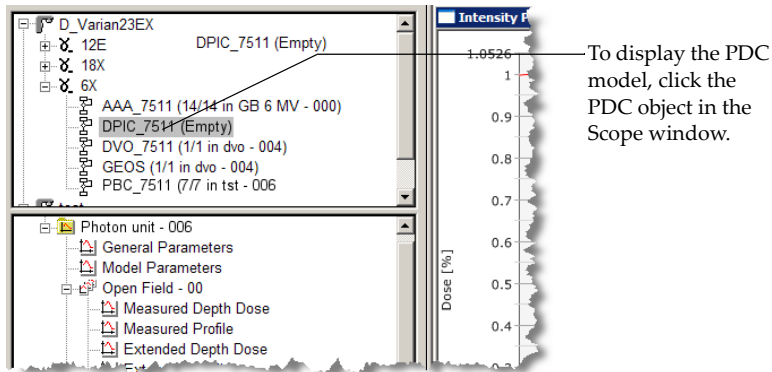 D_Varian23EX
12E
DPIC_7511 (Empty)
18X
6X
AAA_7511 (14/14 in GB 6 MV - 000)
DPIC_7511 (Empty)
DVO_7511 (1/1 in dvo - 004)
GEOS (1/1 in dvo - 004)
PBC_7511 (7/7 in tst - 006
Photon unit - 006
General Parameters
Model Parameters
Open Field - 00
Measured Depth Dose
Measured Profile
Extended Depth Dose
Intensity P
1.0526
1
0.9
0.8
0.7
0.6
0.5
0.4
Dose [%]
To display the PDC
model, click the
PDC object in the
Scope window.